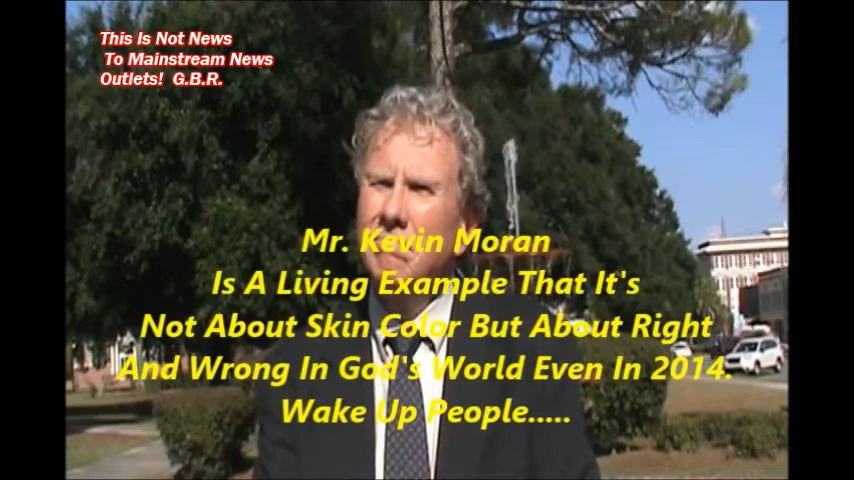 This Is Not News
To Mainstream News
Outlets! G.B.R.
Mr. Kevin Moran
Is A Living Example That It's
Not About Skin Color But About Right
And Wrong In God's World Even In 2014.
Wake Up People.....